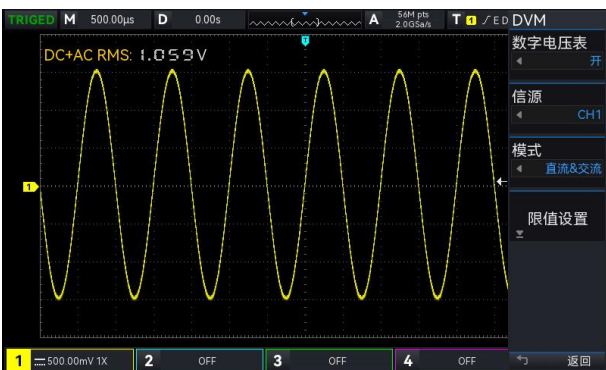 TRIGED M 500.00μs D 0.00s A 56M pts 2.0GSa/s T 1 E D DVM
数字电压表
开
DC+AC RMS: 1.059V
T
信源
CH1
模式
直流&交流
1
限值设置
1 500.00mV 1X 2 OFF 3 OFF 4 OFF 返回